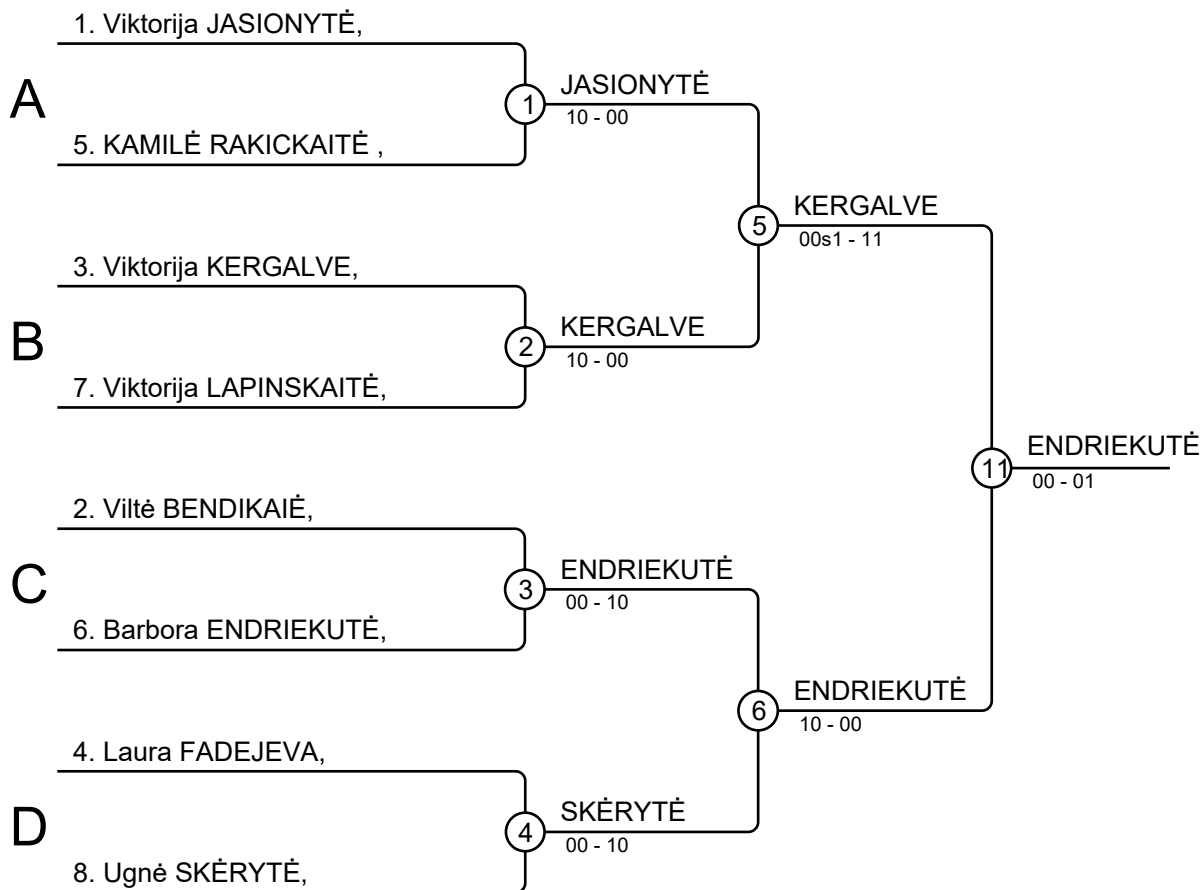 1. Viktorija JASIONYTĖ,
A
1
JASIONYTĖ
10 - 00
5. KAMILĖ RAKICKAITĖ ,
5
KERGALVE
00s1 - 11
3. Viktorija KERGALVE,
B
2
KERGALVE
10 - 00
7. Viktorija LAPINSKAITĖ,
11
ENDRIEKUTĖ
00 - 01
2. Viltė BENDIKAIĖ,
C
3
ENDRIEKUTĖ
00 - 10
6. Barbora ENDRIEKUTĖ,
6
ENDRIEKUTĖ
10 - 00
4. Laura FADEJEVA,
D
4
SKĖRYTĖ
00 - 10
8. Ugnė SKĖRYTĖ,